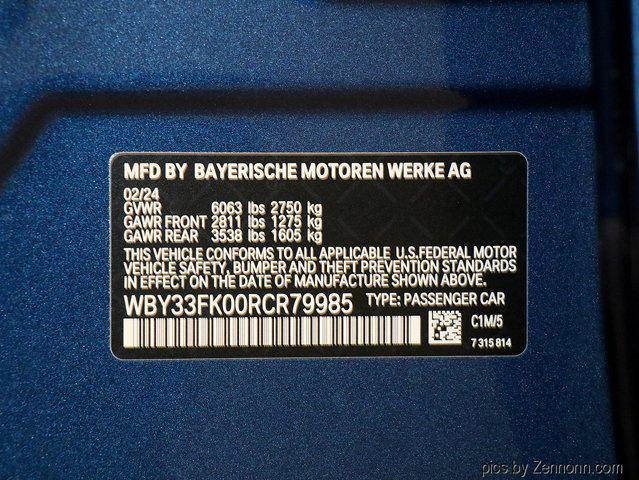 MFD BY BAYERISCHE MOTOREN WERKE AG
02/24
GVWR 6063 lbs 2750 kg
GAWR FRONT 2811 lbs 1275 kg
GAWR REAR 3538 lbs 1605 kg
THIS VEHICLE CONFORMS TO ALL APPLICABLE U.S.FEDERAL MOTOR
VEHICLE SAFETY, BUMPER AND THEFT PREVENTION STANDARDS
IN EFFECT ON THE DATE OF MANUFACTURE SHOWN ABOVE.
WBY33FK00RCR79985 TYPE: PASSENGER CAR
C1M/5
7 315 814
pics by Zennonn.com